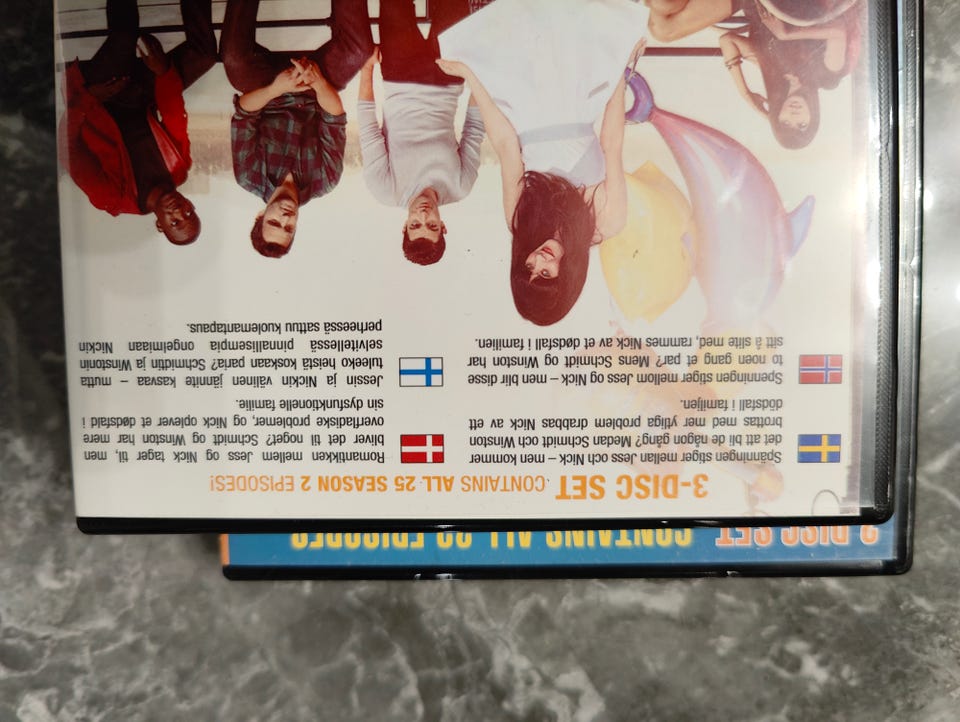 3 DISC SET CONTAINS ALL EPISODES
3-DISC SET CONTAINS ALL 25 SEASON 2 EPISODES!
Spänningen stiger mellan Jess och Nick – men kommer
det att bli de någon gång? Medan Schmidt och Winston
brottas med mer ytliga problem drabbas Nick av ett
dödsfall i familjen.
Romantikken mellem Jess og Nick tager til, men
bliver det til noget? Schmidt og Winston har mere
overfladiske problemer, og Nick oplever et dødsfald i
sin dysfunktionelle familie.
Spenningen stiger mellom Jess og Nick – men blir disse
to noen gang et par? Mens Schmidt og Winston har
sitt å slite med, rammes Nick av et dødsfall i familien.
Jessin ja Nickin välinen jännite kasvaa – mutta
tuleeko heistä koskaan paria? Schmidtin ja Winstonin
selvitellessä pinnallisempia ongelmiaan Nickin
perheessä sattuu kuolemantapaus.